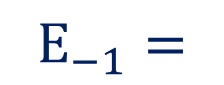 E₋₁ =